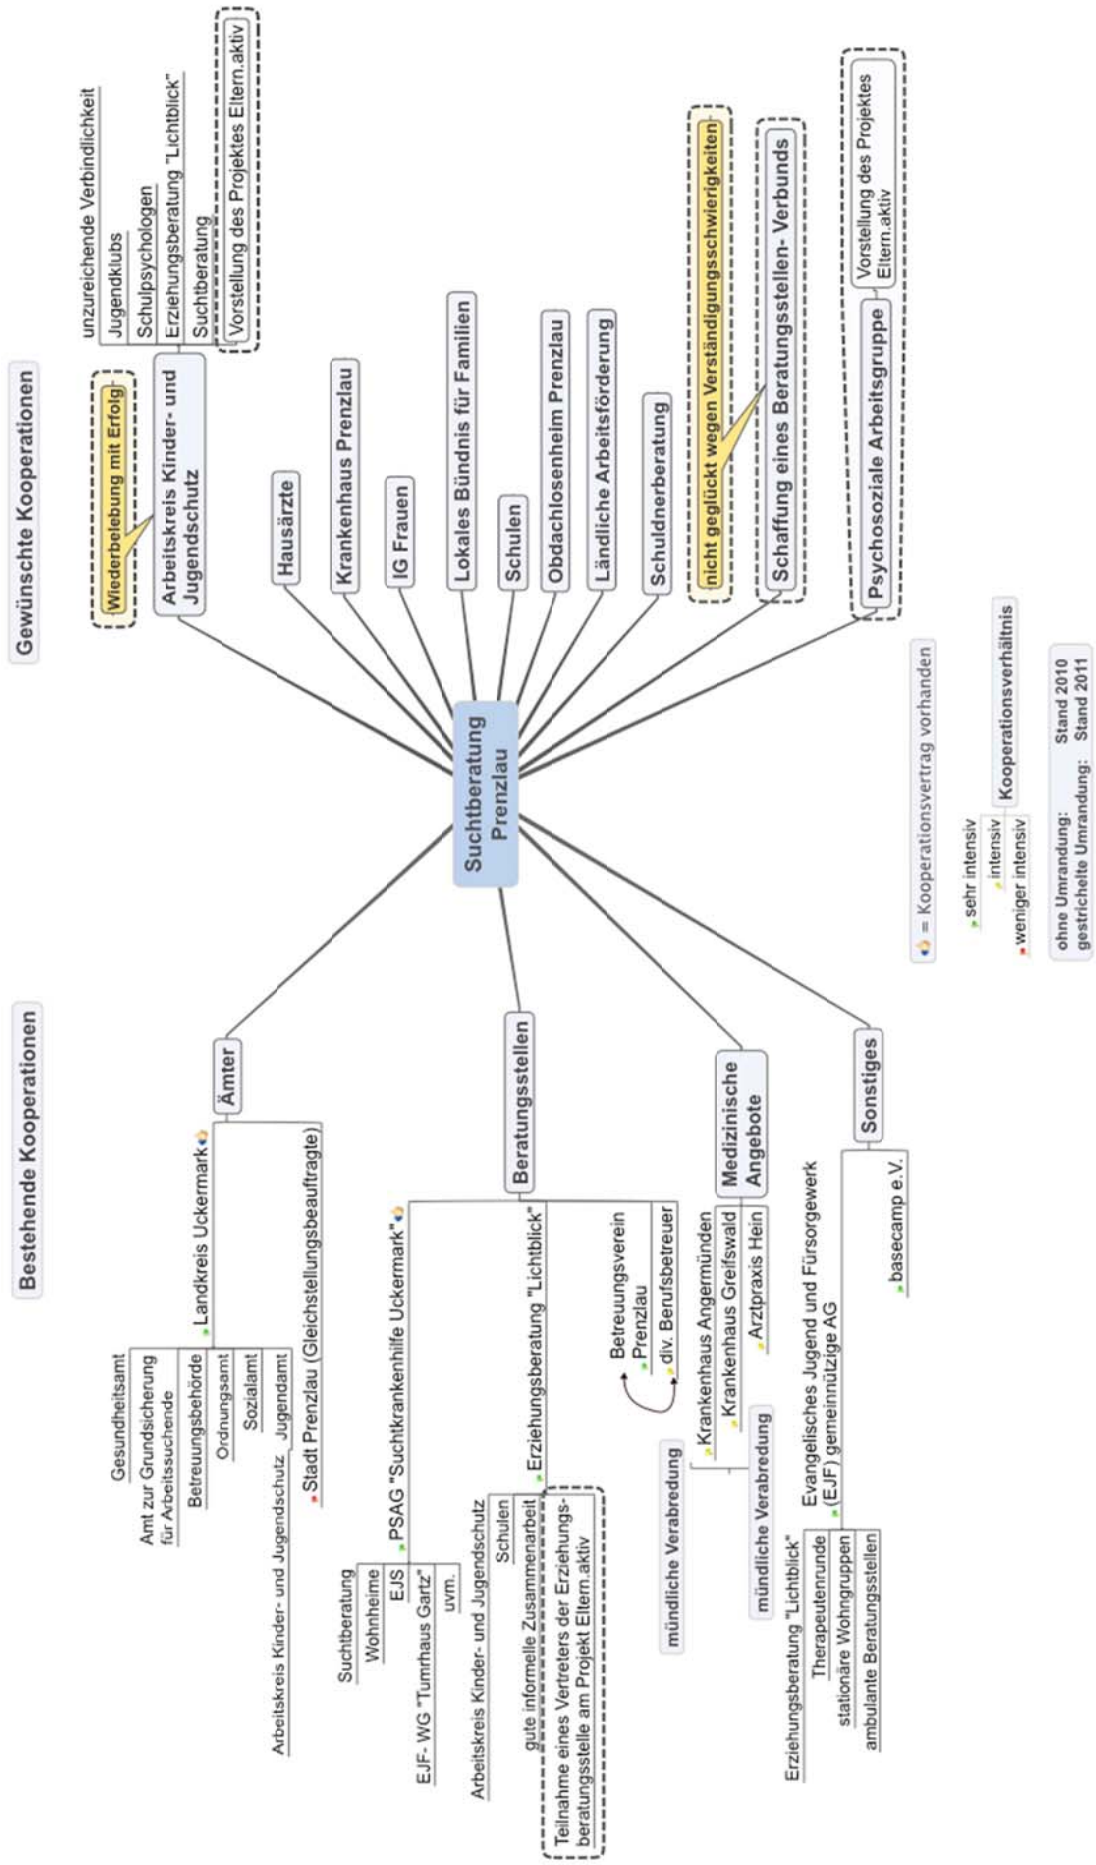 Bestehende Kooperationen
Gewünschte Kooperationen
Suchtberatung
Prenzlau
Ämter
Landkreis Uckermark
Gesundheitsamt
Amt zur Grundsicherung
für Arbeitssuchende
Betreuungsbehörde
Ordnungsamt
Sozialamt
Jugendamt
Arbeitskreis Kinder- und Jugendschutz
Stadt Prenzlau (Gleichstellungsbeauftragte)
Beratungsstellen
PSAG "Suchtkrankenhilfe Uckermark"
Suchtberatung
Wohnheime
EJS
EJF- WG "Turnrhaus Gartz"
uvm.
Erziehungsberatung "Lichtblick"
Arbeitskreis Kinder- und Jugendschutz
Schulen
gute informelle Zusammenarbeit
Teilnahme eines Vertreters der Erziehungs-
beratungsstelle am Projekt Eltern.aktiv
Betreuungsverein
Prenzlau
div. Berufsbetreuer
Medizinische
Angebote
Krankenhaus Angermünden
Krankenhaus Greifswald
Arztpraxis Hein
mündliche Verabredung
mündliche Verabredung
Sonstiges
Evangelisches Jugend und Fürsorgewerk
(EJF) gemeinnützige AG
Erziehungsberatung "Lichtblick"
Therapeutenrunde
stationäre Wohngruppen
ambulante Beratungsstellen
basecamp e.V.
Wiederbelebung mit Erfolg
Arbeitskreis Kinder- und
Jugendschutz
unzureichende Verbindlichkeit
Jugendklubs
Schulpsychologen
Erziehungsberatung "Lichtblick"
Suchtberatung
Vorstellung des Projektes Eltern.aktiv
Hausärzte
Krankenhaus Prenzlau
IG Frauen
Lokales Bündnis für Familien
Schulen
Obdachlosenheim Prenzlau
Ländliche Arbeitsförderung
Schuldnerberatung
nicht geglückt wegen Verständigungsschwierigkeiten
Schaffung eines Beratungsstellen- Verbunds
Psychosoziale Arbeitsgruppe
Vorstellung des Projektes
Eltern.aktiv
= Kooperationsvertrag vorhanden
sehr intensiv
intensiv
weniger intensiv
Kooperationsverhältnis
ohne Umrandung: Stand 2010
gestrichelte Umrandung: Stand 2011